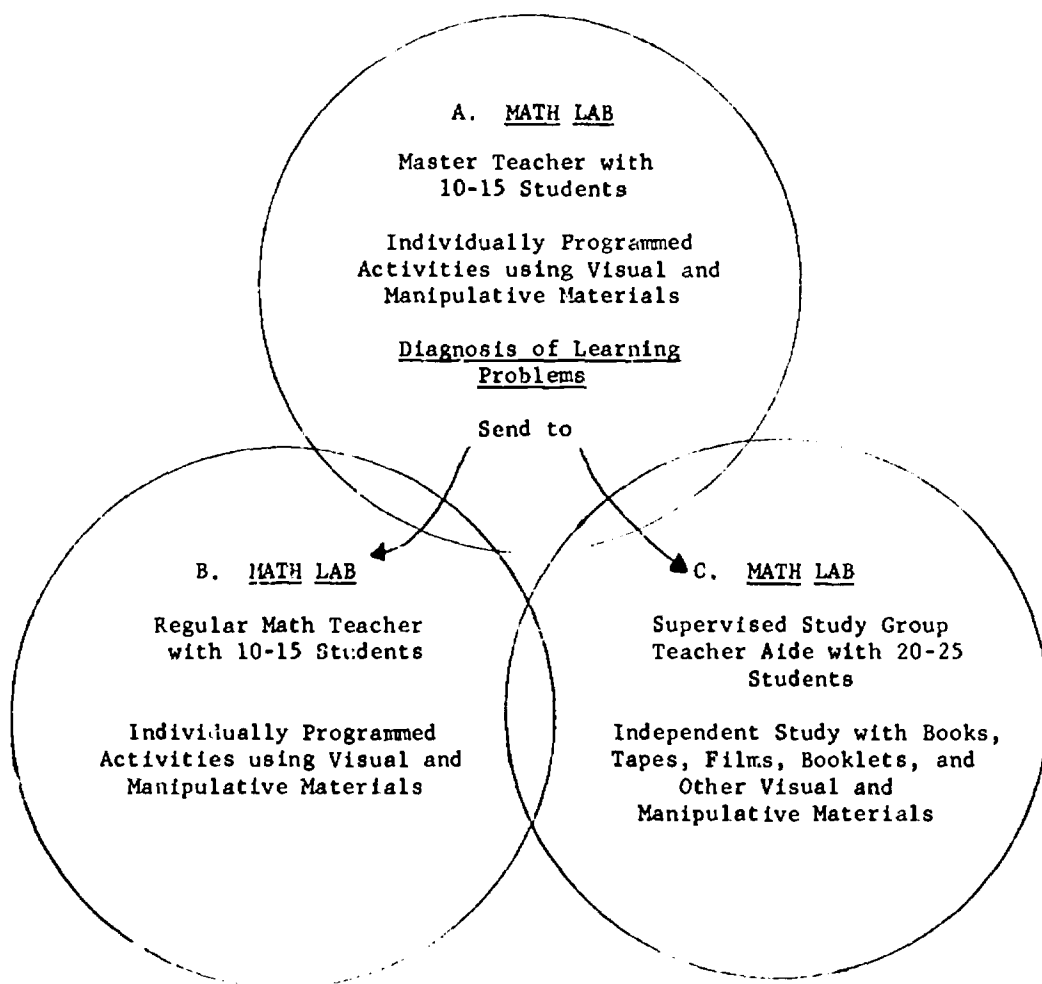 A. MATH LAB
Master Teacher with
10-15 Students
Individually Programmed
Activities using Visual and
Manipulative Materials
Diagnosis of Learning
Problems
Send to
B. MATH LAB
Regular Math Teacher
with 10-15 Students
Individually Programmed
Activities using Visual and
Manipulative Materials
C. MATH LAB
Supervised Study Group
Teacher Aide with 20-25
Students
Independent Study with Books,
Tapes, Films, Booklets, and
Other Visual and
Manipulative Materials